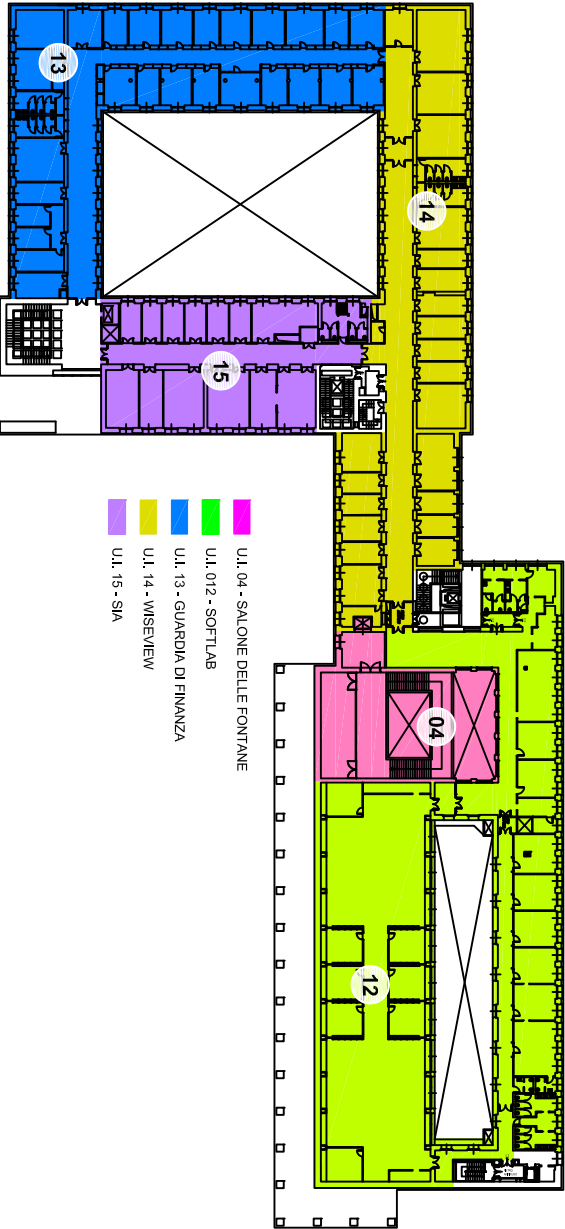 13
14
15
04
12
U.I. 04 - SALONE DELLE FONTANE
U.I. 012 - SOFTLAB
U.I. 13 - GUARDIA DI FINANZA
U.I. 14 - WISEVIEW
U.I. 15 - SIA